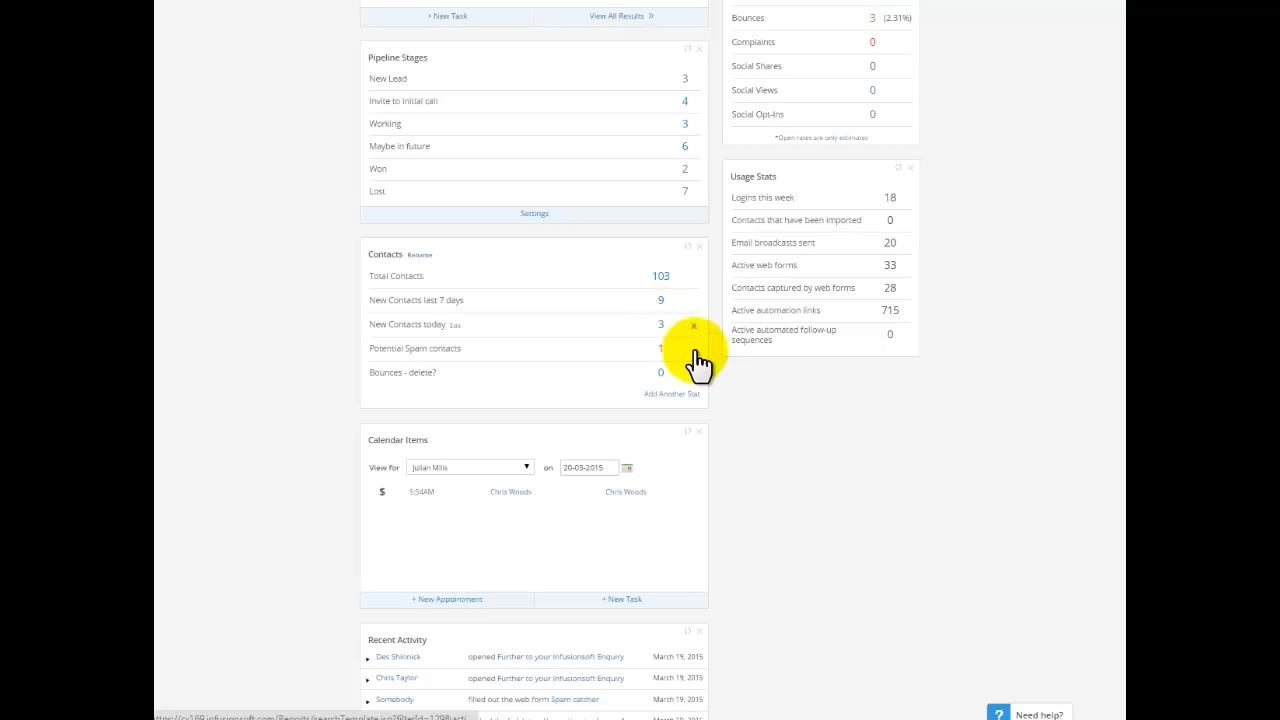 + New Task View All Results »
Pipeline Stages
New Lead 3
Invite to initial call 4
Working 3
Maybe in future 6
Won 2
Lost 7
Settings
Contacts Rename
Total Contacts 103
New Contacts last 7 days 9
New Contacts today Edit 3 x
Potential Spam contacts 1
Bounces - delete? 0
Add Another Stat
Calendar Items
View for Julian Mills on 20-03-2015
$ 5:54AM Chris Woods Chris Woods
+ New Appointment + New Task
Recent Activity
Des Shinnick opened Further to your Infusionsoft Enquiry March 19, 2015
Chris Taylor opened Further to your Infusionsoft Enquiry March 19, 2015
Somebody filled out the web form Spam catcher March 19, 2015
Bounces 3 (2.31%)
Complaints 0
Social Shares 0
Social Views 0
Social Opt-Ins 0
*Open rates are only estimates
Usage Stats
Logins this week 18
Contacts that have been imported 0
Email broadcasts sent 20
Active web forms 33
Contacts captured by web forms 28
Active automation links 715
Active automated follow-up
sequences 0
? Need help?